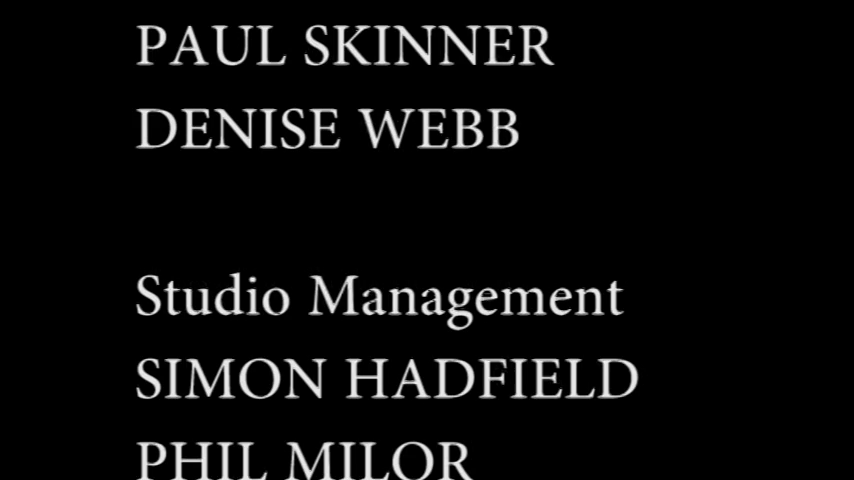 PAUL SKINNER
DENISE WEBB
Studio Management
SIMON HADFIELD
PHIL MILOR